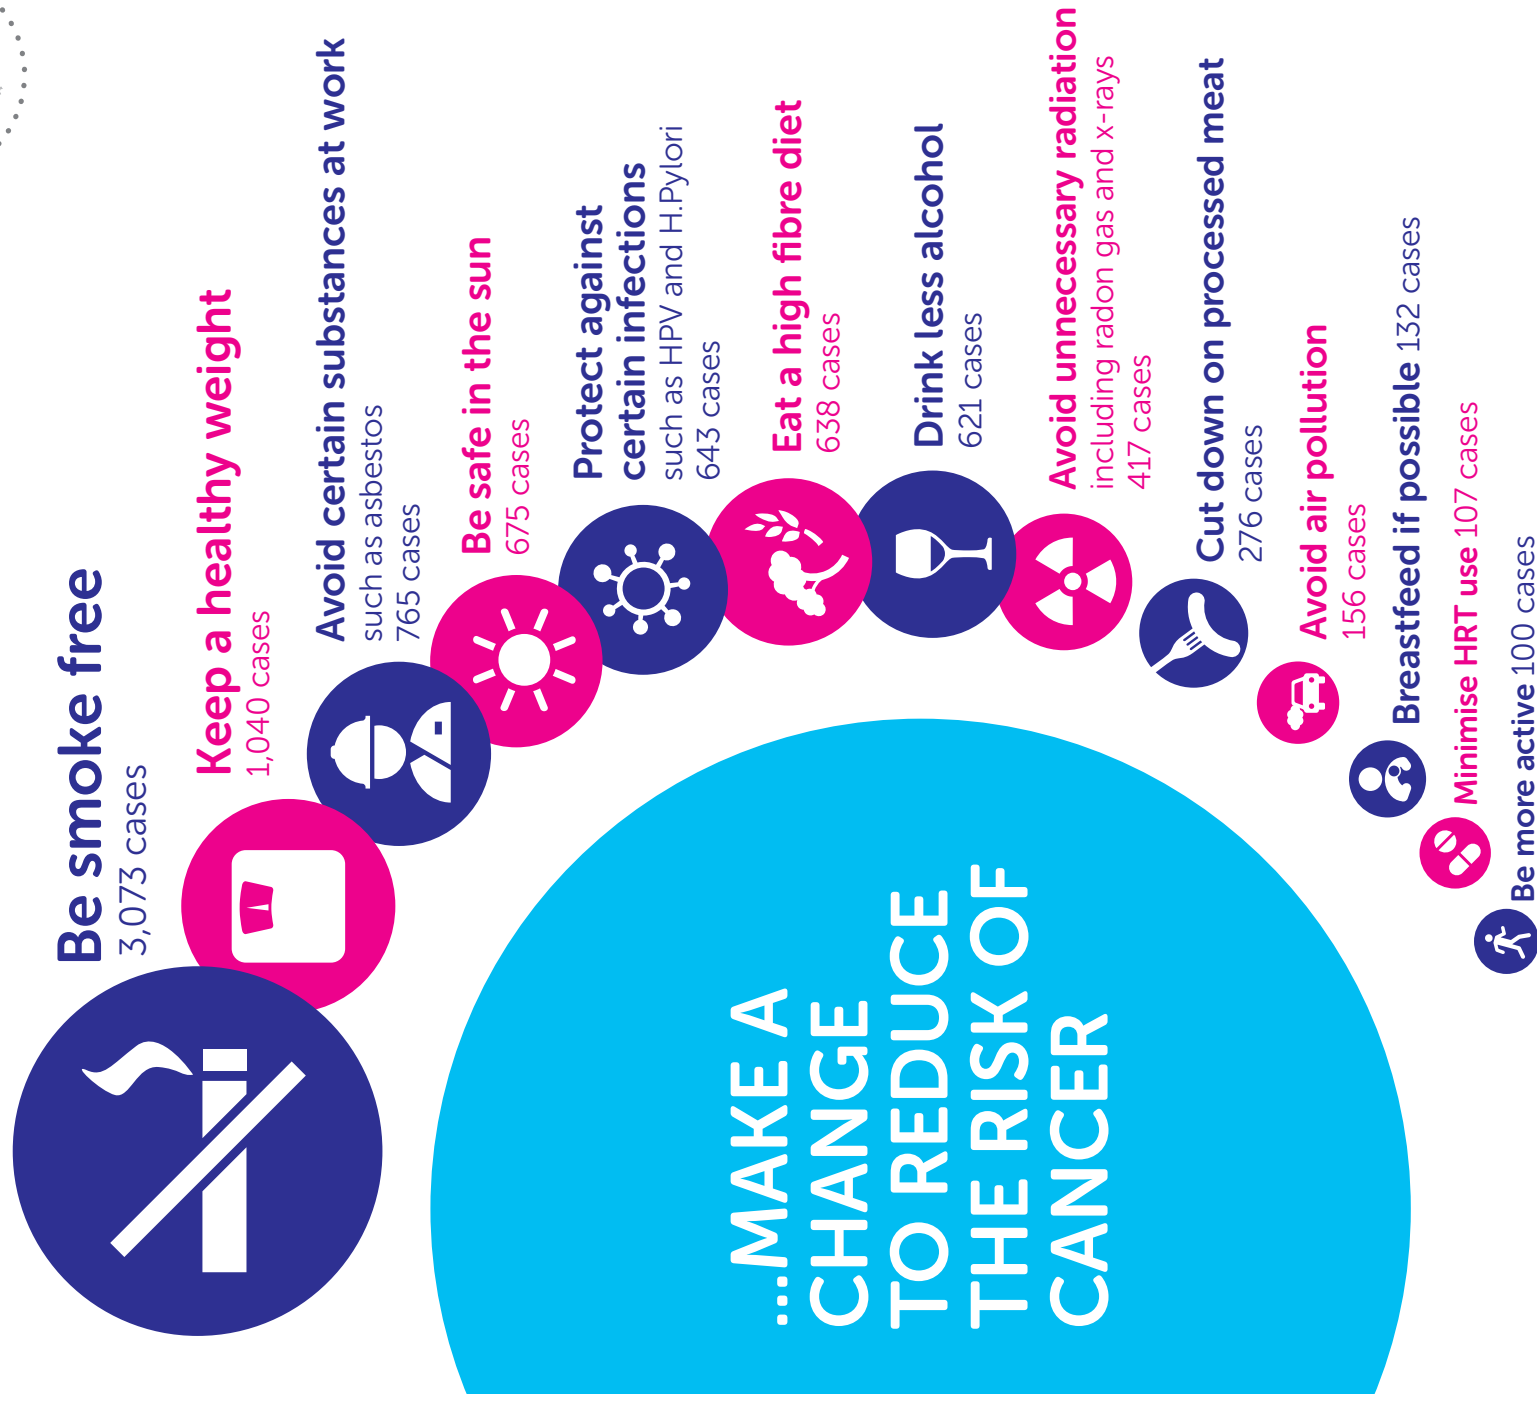 Be smoke free
3,073 cases
Keep a healthy weight
1,040 cases
Avoid certain substances at work
such as asbestos
765 cases
Be safe in the sun
675 cases
Protect against
certain infections
such as HPV and H.Pylori
643 cases
Eat a high fibre diet
638 cases
Drink less alcohol
621 cases
Avoid unnecessary radiation
including radon gas and x-rays
417 cases
Cut down on processed meat
276 cases
Avoid air pollution
156 cases
Breastfeed if possible 132 cases
Minimise HRT use 107 cases
Be more active 100 cases
...MAKE A
CHANGE
TO REDUCE
THE RISK OF
CANCER